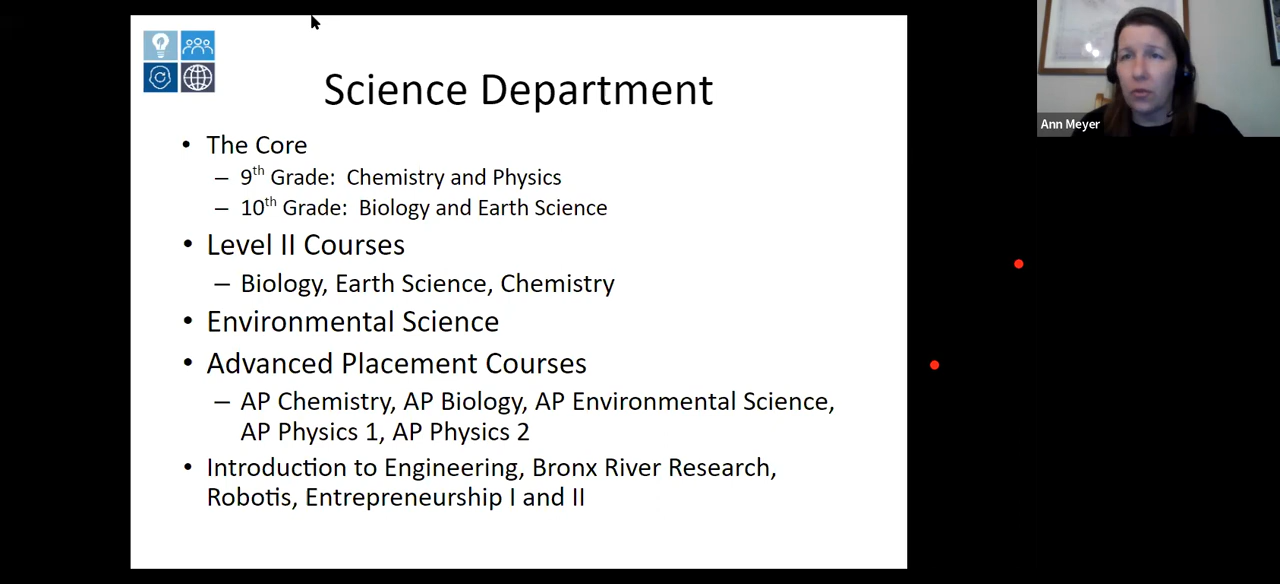 Science Department
• The Core
– 9th Grade: Chemistry and Physics
– 10th Grade: Biology and Earth Science
• Level II Courses
– Biology, Earth Science, Chemistry
• Environmental Science
• Advanced Placement Courses
– AP Chemistry, AP Biology, AP Environmental Science,
AP Physics 1, AP Physics 2
• Introduction to Engineering, Bronx River Research,
Robotis, Entrepreneurship I and II
Ann Meyer